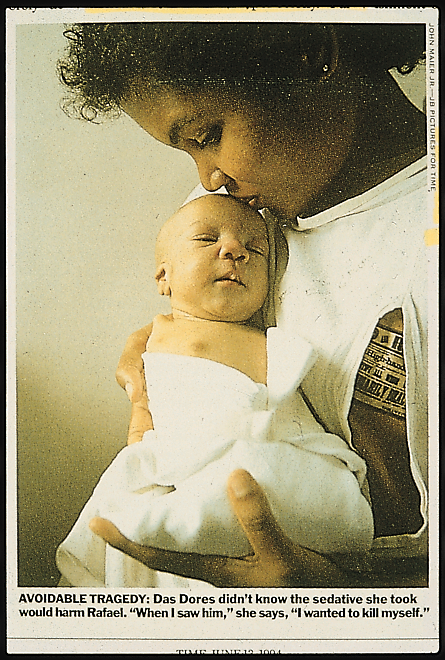 JOHN MAIER JR.—JB PICTURES FOR TIME
AVOIDABLE TRAGEDY: Das Dores didn't know the sedative she took
would harm Rafael. "When I saw him," she says, "I wanted to kill myself."
TIME, JUNE 13, 1994